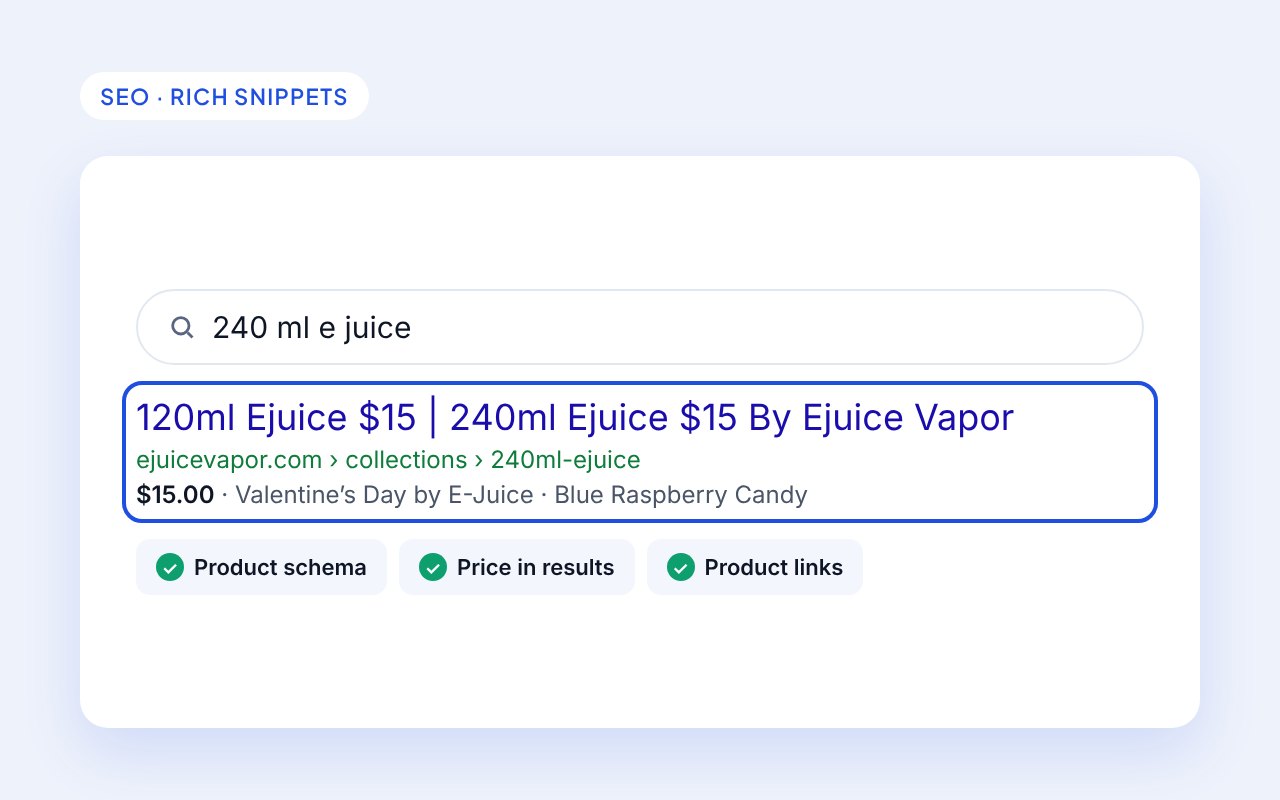 SEO · RICH SNIPPETS
240 ml e juice
120ml Ejuice $15 | 240ml Ejuice $15 By Ejuice Vapor
ejuicevapor.com › collections › 240ml-ejuice
$15.00 · Valentine’s Day by E-Juice · Blue Raspberry Candy
Product schema Price in results Product links